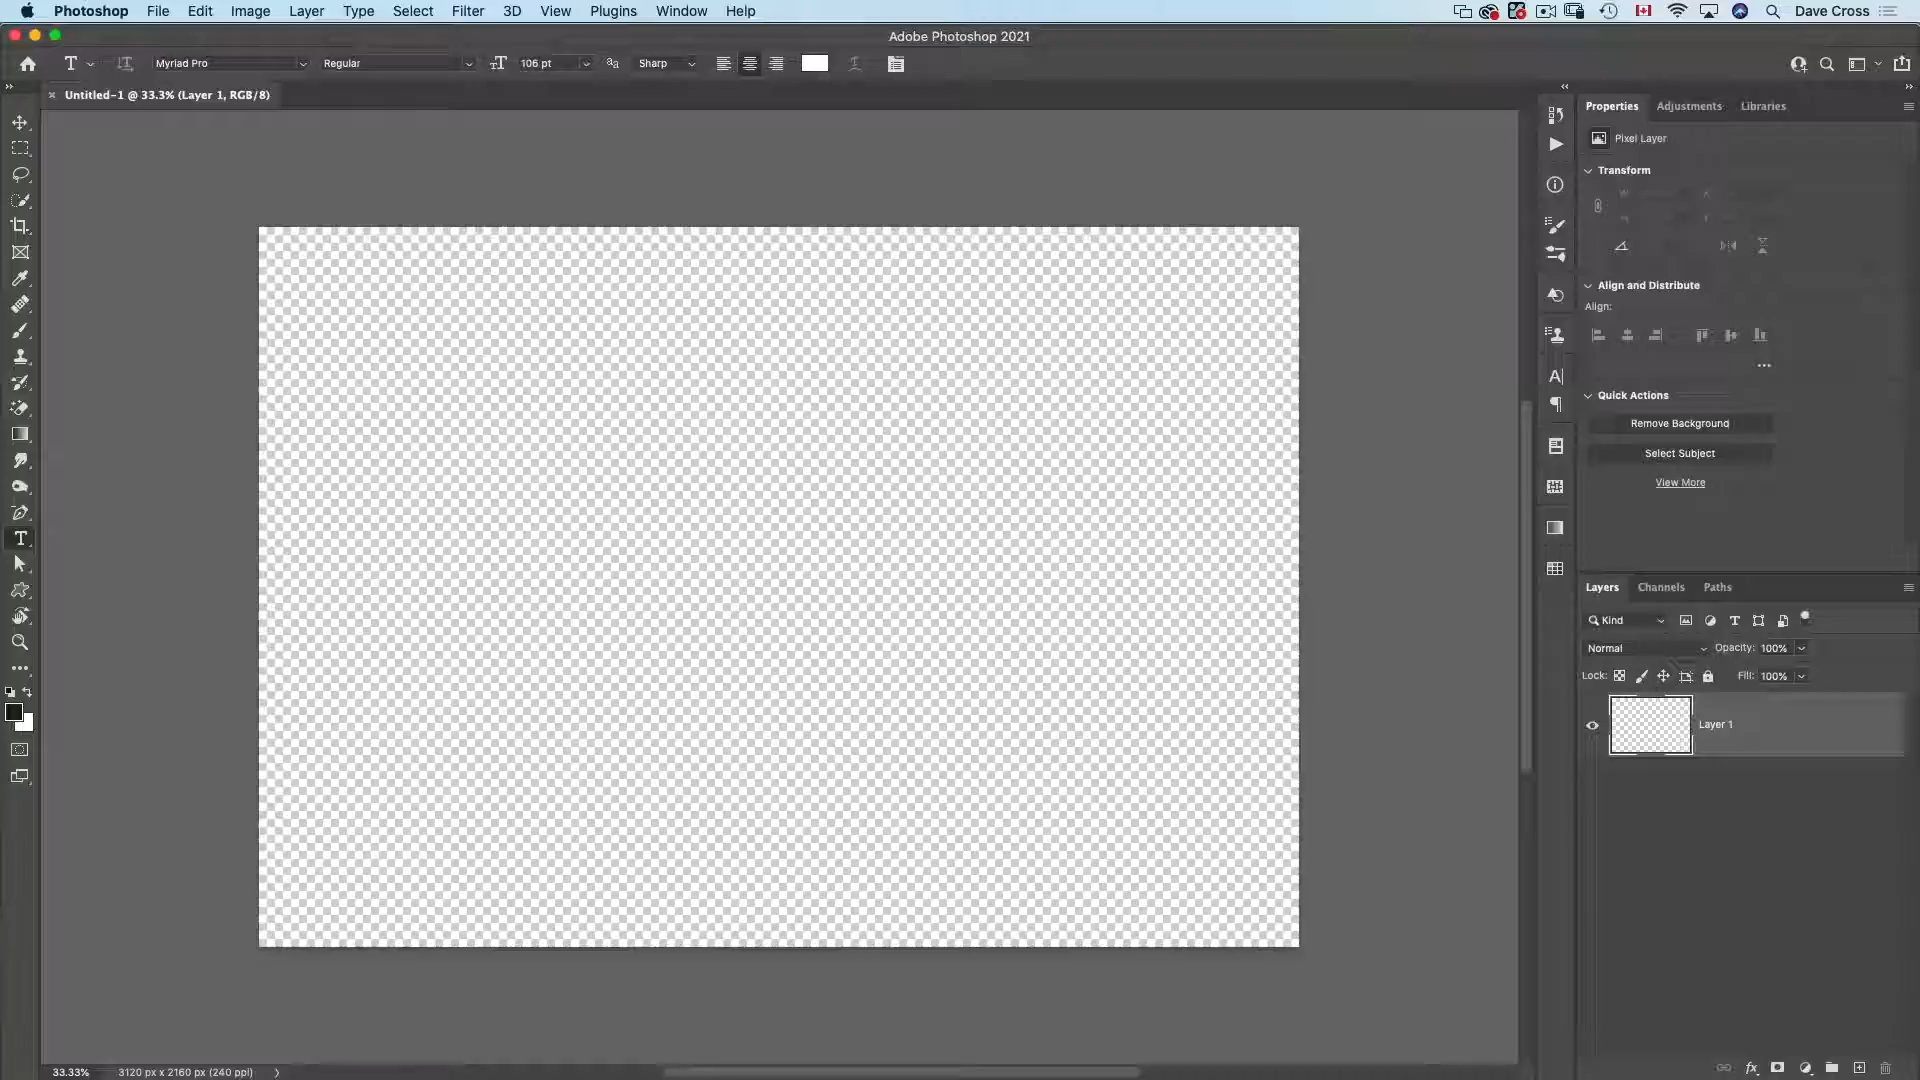 Photoshop File Edit Image Layer Type Select Filter 3D View Plugins Window Help Dave Cross
Adobe Photoshop 2021
Myriad Pro Regular 106 pt Sharp
Untitled-1 @ 33.3% (Layer 1, RGB/8)
Properties Adjustments Libraries
Pixel Layer
Transform
Align and Distribute
Align:
Quick Actions
Remove Background
Select Subject
View More
Layers Channels Paths
Kind
Normal Opacity: 100%
Lock: Fill: 100%
Layer 1
33.33% 3120 px x 2160 px (240 ppi)